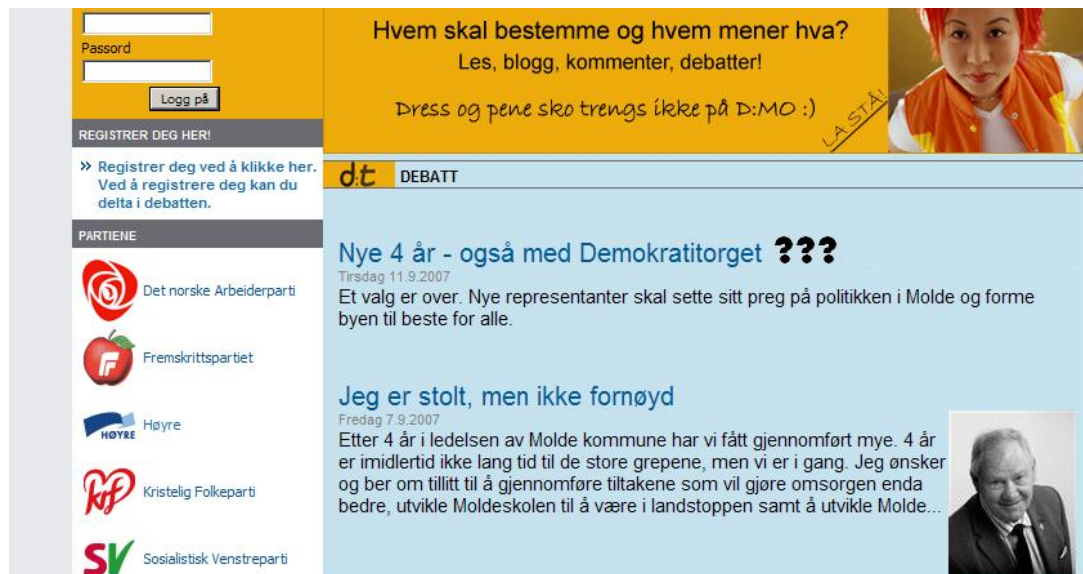 Passord
Logg på
REGISTRER DEG HER!
» Registrer deg ved å klikke her.
Ved å registrere deg kan du
delta i debatten.
PARTIENE
Det norske Arbeiderparti
F
Fremskrittspartiet
HØYRE
Høyre
krf
Kristelig Folkeparti
SV
Sosialistisk Venstreparti
Hvem skal bestemme og hvem mener hva?
Les, blogg, kommenter, debatter!
Dress og pene sko trengs ikke på D:MO :)
LA STÅ!
d:t DEBATT
Nye 4 år - også med Demokratitorget ???
Tirsdag 11.9.2007
Et valg er over. Nye representanter skal sette sitt preg på politikken i Molde og forme
byen til beste for alle.
Jeg er stolt, men ikke fornøyd
Fredag 7.9.2007
Etter 4 år i ledelsen av Molde kommune har vi fått gjennomført mye. 4 år
er imidlertid ikke lang tid til de store grepene, men vi er i gang. Jeg ønsker
og ber om tillitt til å gjennomføre tiltakene som vil gjøre omsorgen enda
bedre, utvikle Moldeskolen til å være i landstoppen samt å utvikle Molde...